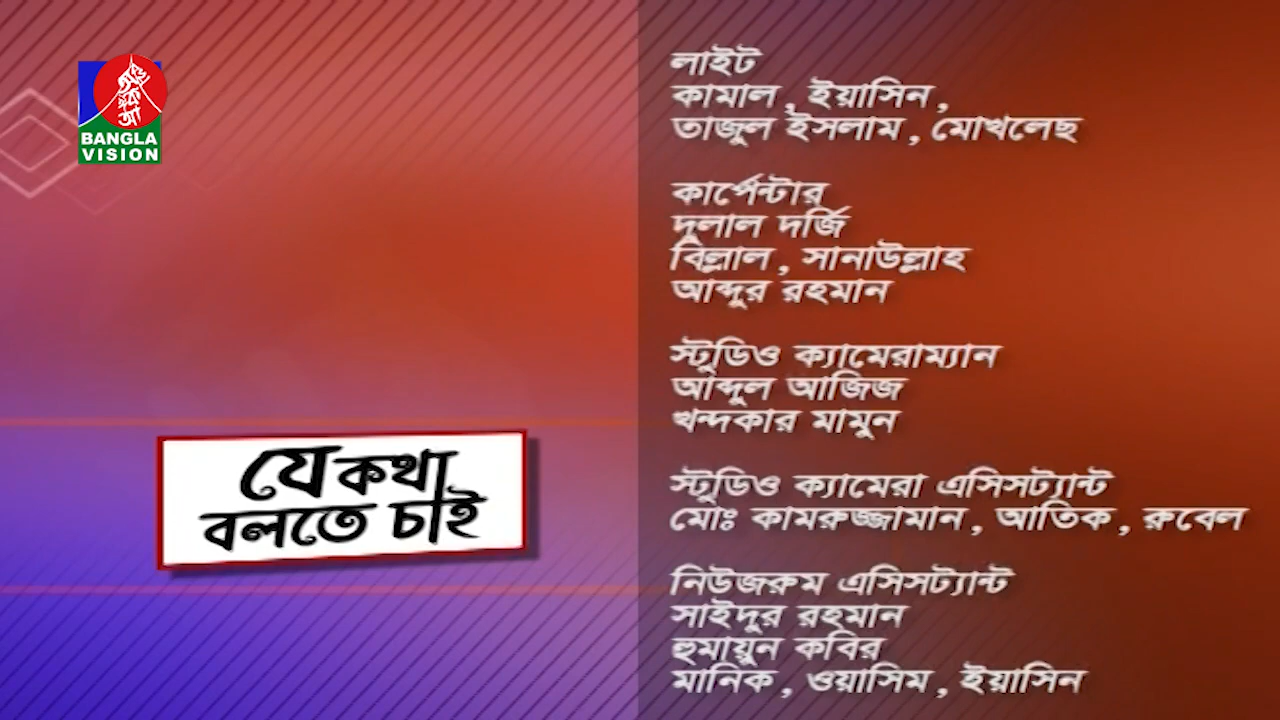 BANGLA
VISION
যে কথা
বলতে চাই
লাইট
কামাল , ইয়াসিন ,
তাজুল ইসলাম , মোখলেছ
কার্পেন্টার
দুলাল দর্জি
বিল্লাল , সানাউল্লাহ
আব্দুর রহমান
স্টুডিও ক্যামেরাম্যান
আব্দুল আজিজ
খন্দকার মামুন
স্টুডিও ক্যামেরা এসিসট্যান্ট
মোঃ কামরুজ্জামান , আতিক , রুবেল
নিউজরুম এসিসট্যান্ট
সাইদুর রহমান
হুমায়ুন কবির
মানিক , ওয়াসিম , ইয়াসিন